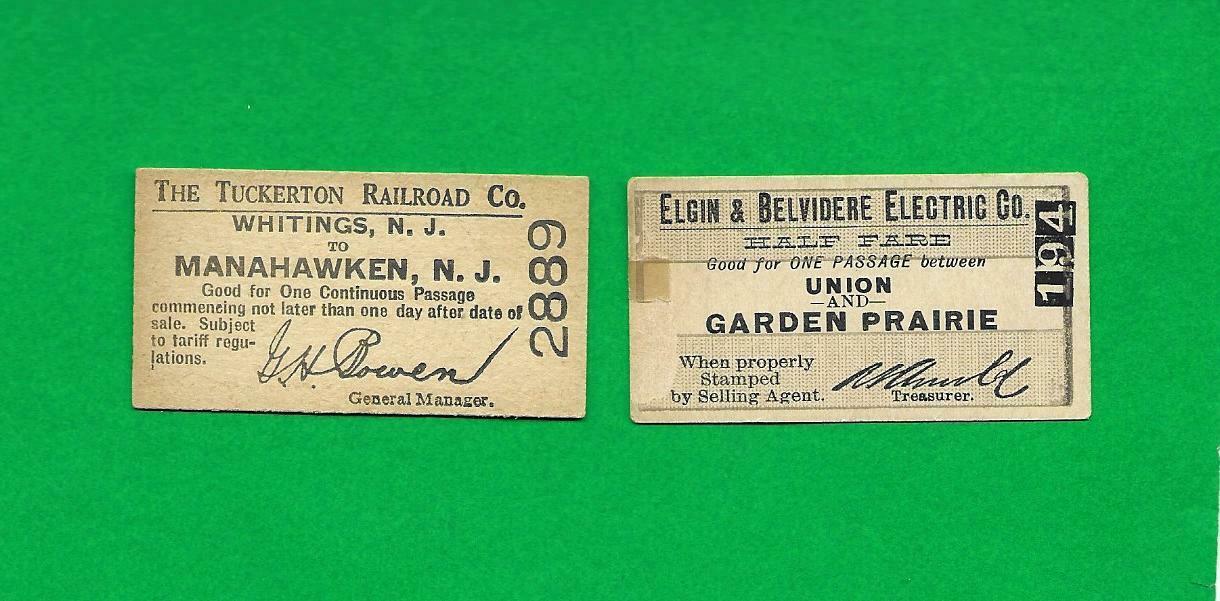 THE TUCKERTON RAILROAD CO.
WHITINGS, N. J.
TO
MANAHAWKEN, N. J.
Good for One Continuous Passage
commencing not later than one day after date of
sale. Subject
to tariff regu-
lations.
G. H. Bowen
General Manager.
2889
ELGIN & BELVIDERE ELECTRIC CO.
HALF FARE
Good for ONE PASSAGE between
UNION
—AND—
GARDEN PRAIRIE
When properly
Stamped
by Selling Agent.
Treasurer.
194